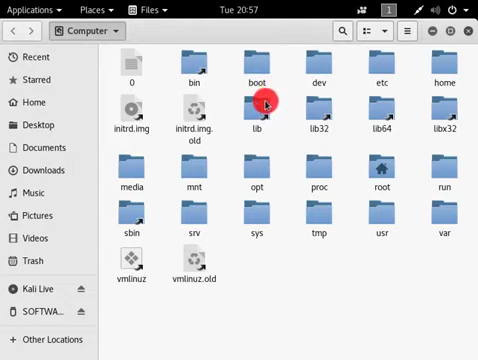 Applications Places Files Tue 20:57 1
Computer
Recent
Starred
Home
Desktop
Documents
Downloads
Music
Pictures
Videos
Trash
Kali Live
SOFTWA...
Other Locations
0 bin boot dev etc home
initrd.img initrd.img.old lib lib32 lib64 libx32
media mnt opt proc root run
sbin srv sys tmp usr var
vmlinuz vmlinuz.old